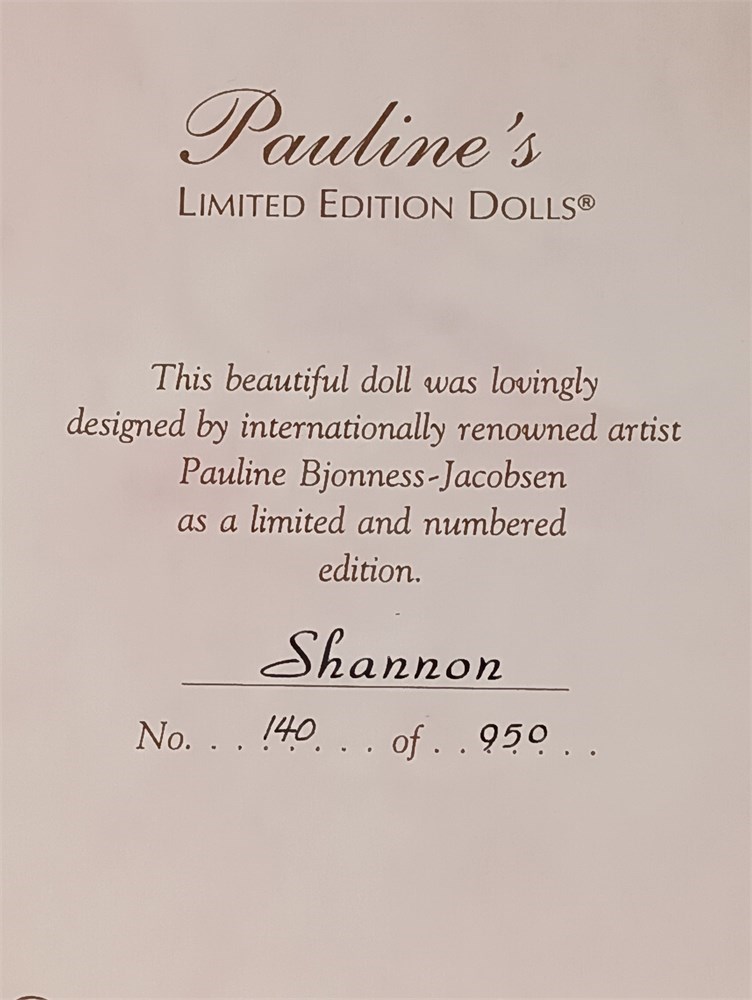 Pauline's
LIMITED EDITION DOLLS®
This beautiful doll was lovingly
designed by internationally renowned artist
Pauline Bjonness-Jacobsen
as a limited and numbered
edition.
Shannon
No. . . 140 . . . of . . 950 . .